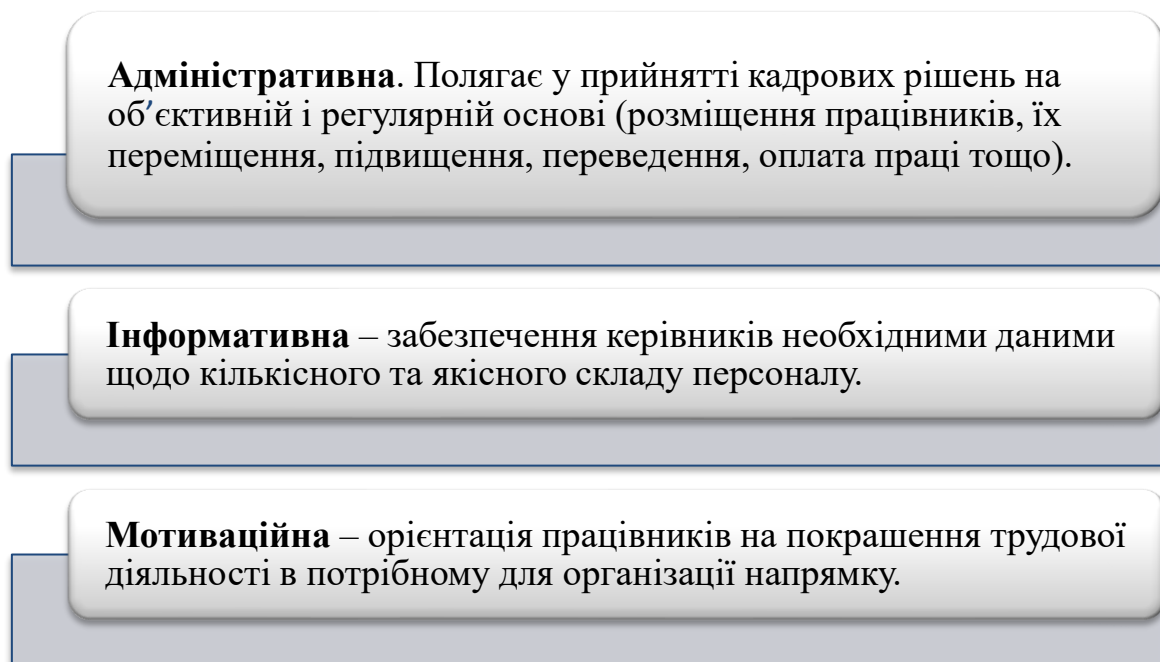 Адміністративна. Полягає у прийнятті кадрових рішень на
об’єктивній і регулярній основі (розміщення працівників, їх
переміщення, підвищення, переведення, оплата праці тощо).
Інформативна – забезпечення керівників необхідними даними
щодо кількісного та якісного складу персоналу.
Мотиваційна – орієнтація працівників на покрашення трудової
діяльності в потрібному для організації напрямку.